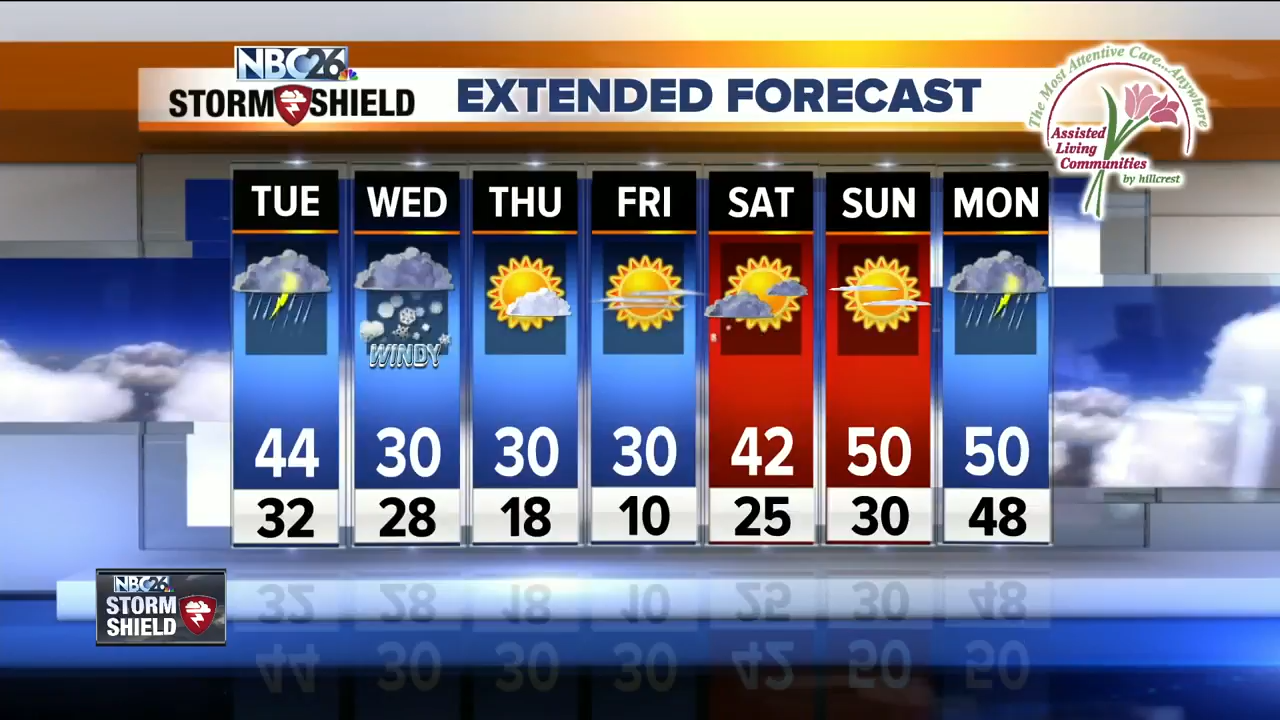 NBC26
STORM SHIELD
EXTENDED FORECAST
The Most Attentive Care...Anywhere
Assisted
Living
Communities
by hillcrest
TUE WED THU FRI SAT SUN MON
WINDY
44 30 30 30 42 50 50
32 28 18 10 25 30 48
NBC26
STORM
SHIELD